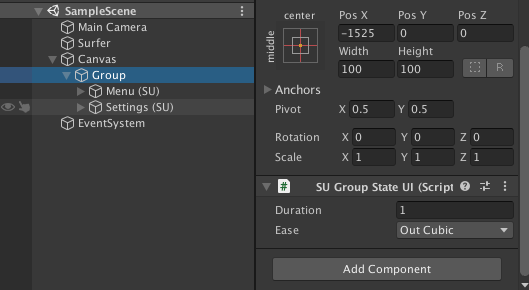 SampleScene
Main Camera
Surfer
Canvas
Group
Menu (SU)
Settings (SU)
EventSystem
center
middle
Pos X Pos Y Pos Z
-1525 0 0
Width Height
100 100
R
Anchors
Pivot X 0.5 Y 0.5
Rotation X 0 Y 0 Z 0
Scale X 1 Y 1 Z 1
# SU Group State UI (Script
Duration 1
Ease Out Cubic
Add Component